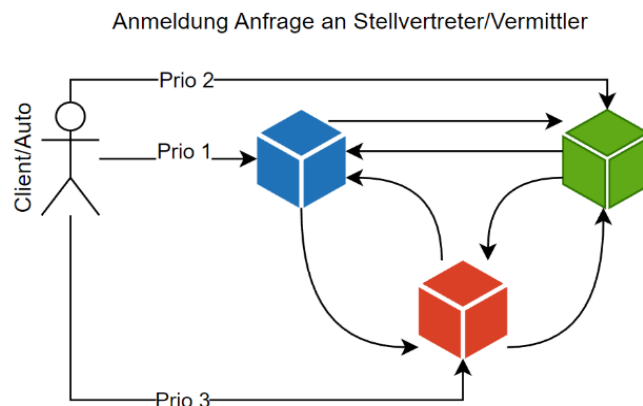 Anmeldung Anfrage an Stellvertreter/Vermittler
Prio 2
Client/Auto
Prio 1
Prio 3